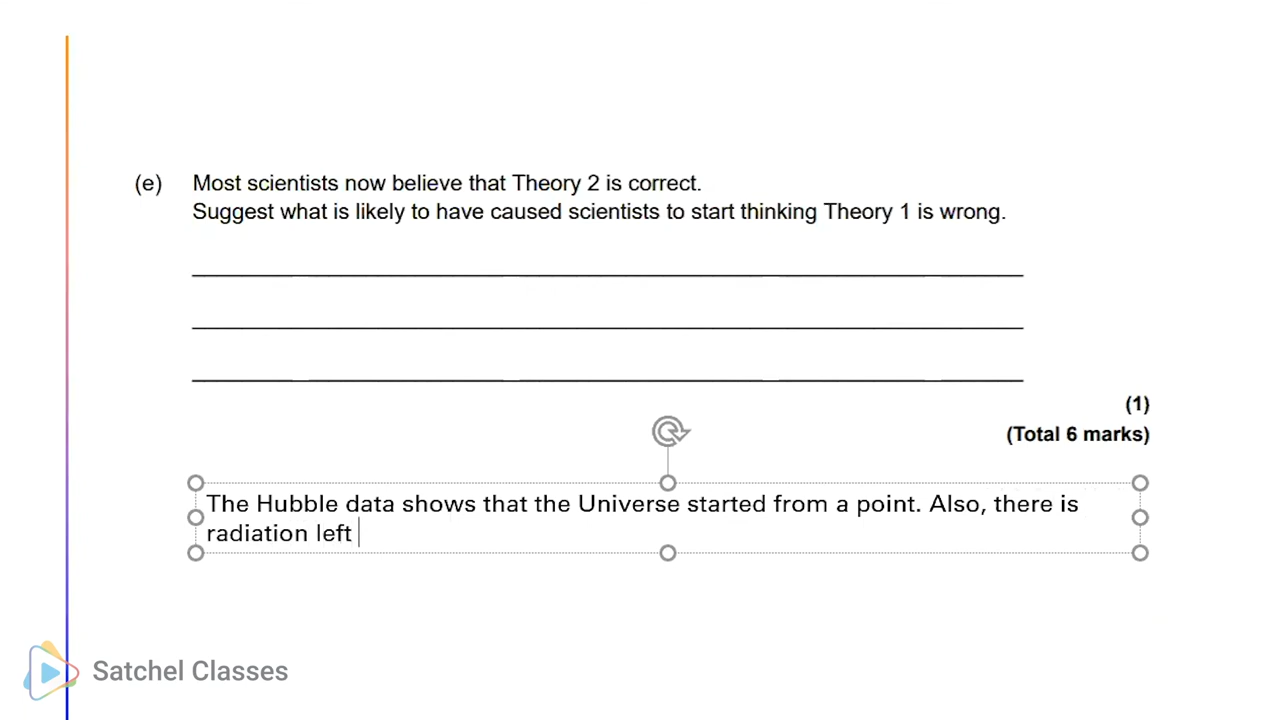 (e) Most scientists now believe that Theory 2 is correct.
Suggest what is likely to have caused scientists to start thinking Theory 1 is wrong.
(1)
(Total 6 marks)
The Hubble data shows that the Universe started from a point. Also, there is
radiation left
Satchel Classes